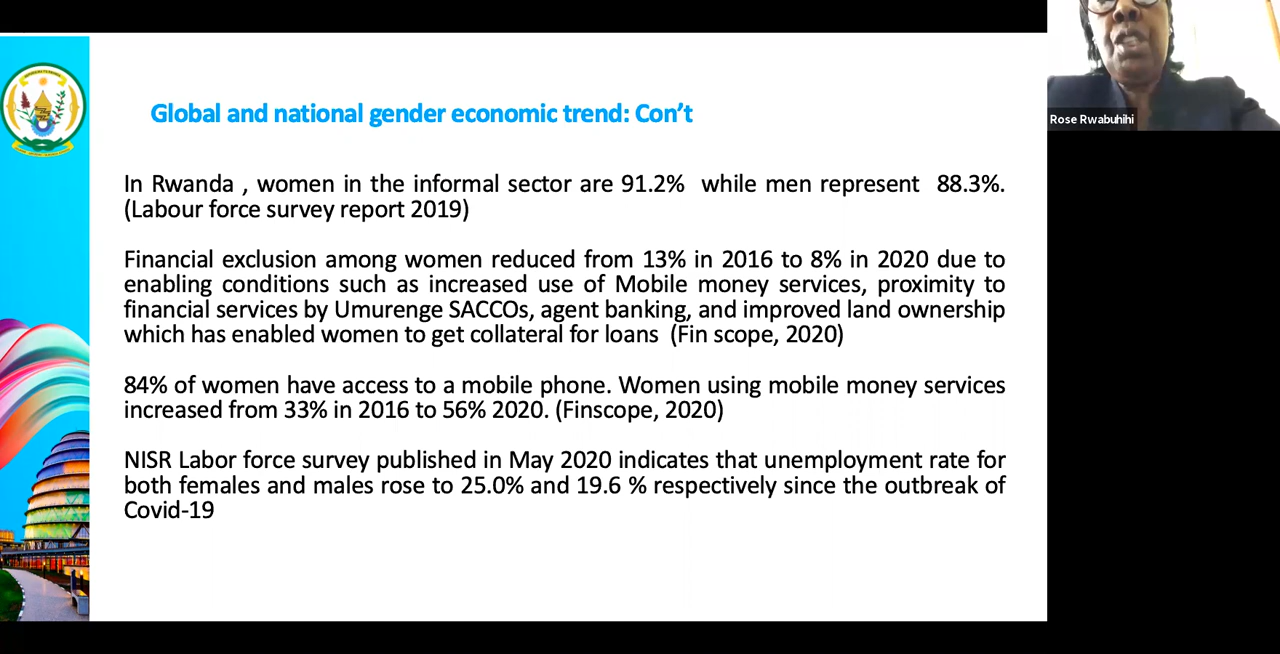 Global and national gender economic trend: Con’t
In Rwanda , women in the informal sector are 91.2% while men represent 88.3%.
(Labour force survey report 2019)
Financial exclusion among women reduced from 13% in 2016 to 8% in 2020 due to
enabling conditions such as increased use of Mobile money services, proximity to
financial services by Umurenge SACCOs, agent banking, and improved land ownership
which has enabled women to get collateral for loans (Fin scope, 2020)
84% of women have access to a mobile phone. Women using mobile money services
increased from 33% in 2016 to 56% 2020. (Finscope, 2020)
NISR Labor force survey published in May 2020 indicates that unemployment rate for
both females and males rose to 25.0% and 19.6 % respectively since the outbreak of
Covid-19
Rose Rwabuhihi